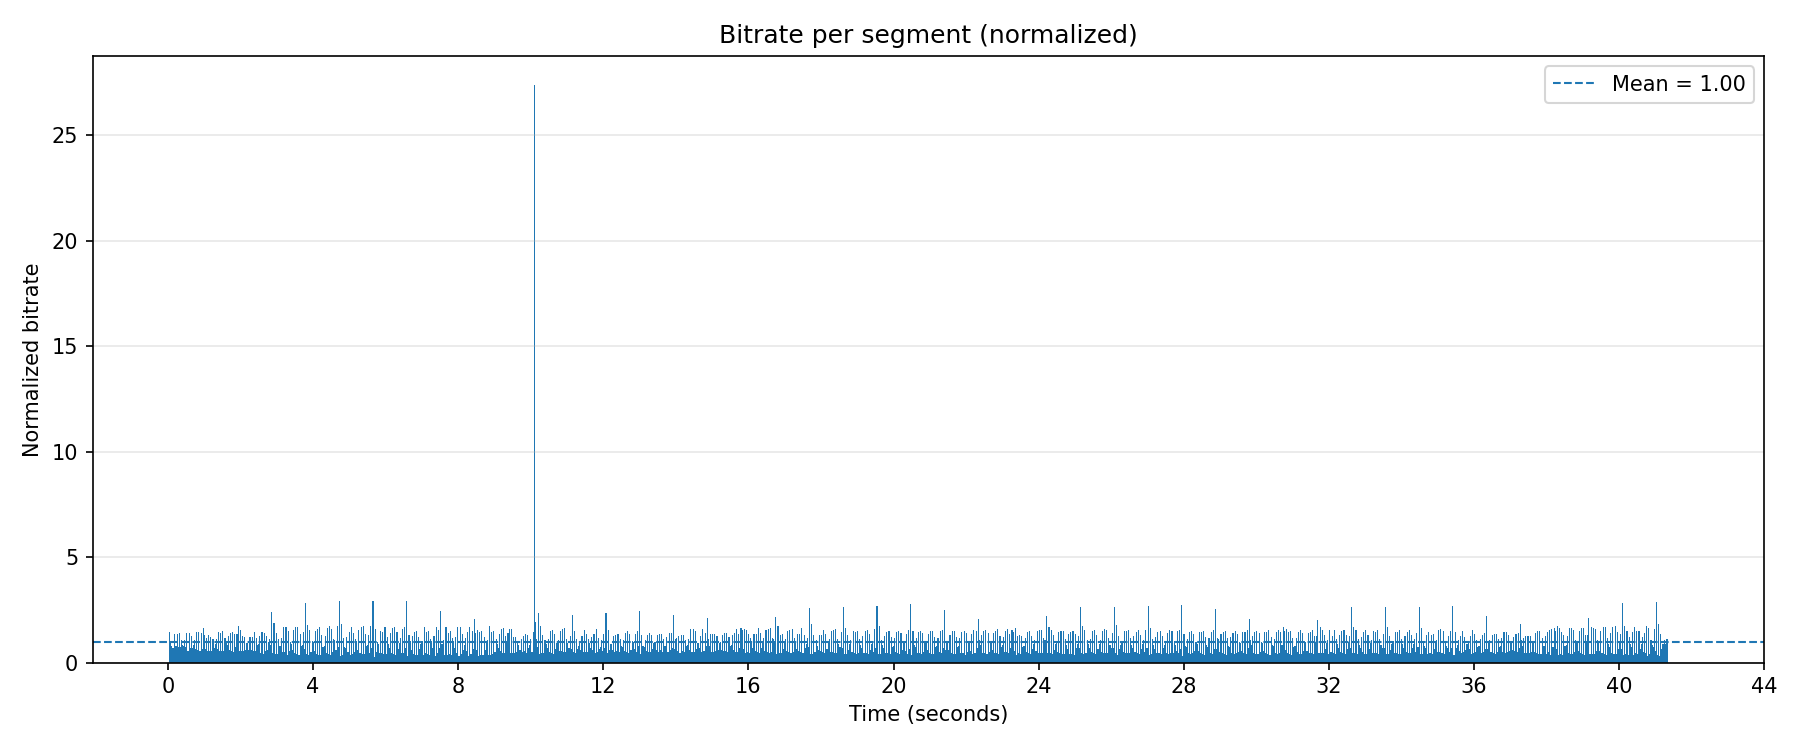 Bitrate per segment (normalized)
Mean = 1.00
Normalized bitrate
25
20
15
10
5
0
0 4 8 12 16 20 24 28 32 36 40 44
Time (seconds)